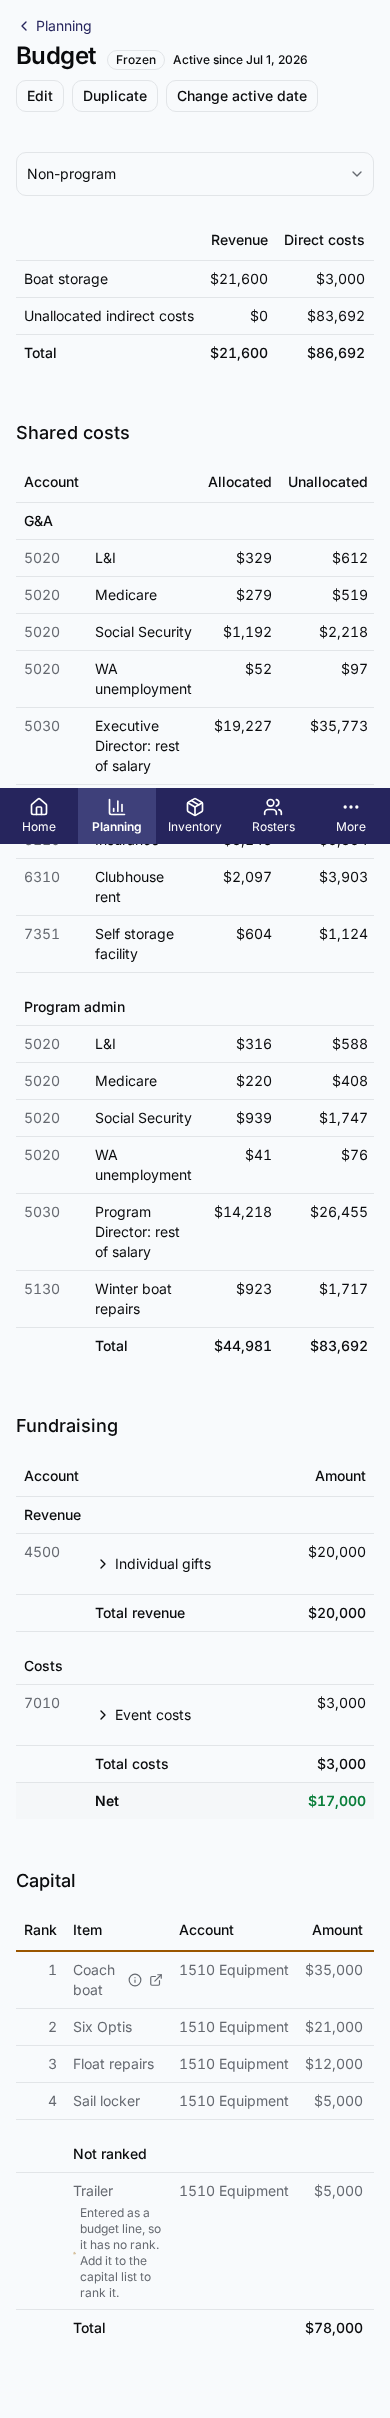 Planning
Budget Frozen Active since Jul 1, 2026
Edit Duplicate Change active date
Non-program
Revenue Direct costs
Boat storage $21,600 $3,000
Unallocated indirect costs $0 $83,692
Total $21,600 $86,692
Shared costs
Account Allocated Unallocated
G&A
5020 L&I $329 $612
5020 Medicare $279 $519
5020 Social Security $1,192 $2,218
5020 WA unemployment $52 $97
5030 Executive Director: rest of salary $19,227 $35,773
Home Planning Inventory Rosters More
6310 Clubhouse rent $2,097 $3,903
7351 Self storage facility $604 $1,124
Program admin
5020 L&I $316 $588
5020 Medicare $220 $408
5020 Social Security $939 $1,747
5020 WA unemployment $41 $76
5030 Program Director: rest of salary $14,218 $26,455
5130 Winter boat repairs $923 $1,717
Total $44,981 $83,692
Fundraising
Account Amount
Revenue
4500 Individual gifts $20,000
Total revenue $20,000
Costs
7010 Event costs $3,000
Total costs $3,000
Net $17,000
Capital
Rank Item Account Amount
1 Coach boat 1510 Equipment $35,000
2 Six Optis 1510 Equipment $21,000
3 Float repairs 1510 Equipment $12,000
4 Sail locker 1510 Equipment $5,000
Not ranked
Trailer 1510 Equipment $5,000
Entered as a
budget line, so
it has no rank.
Add it to the
capital list to
rank it.
Total $78,000